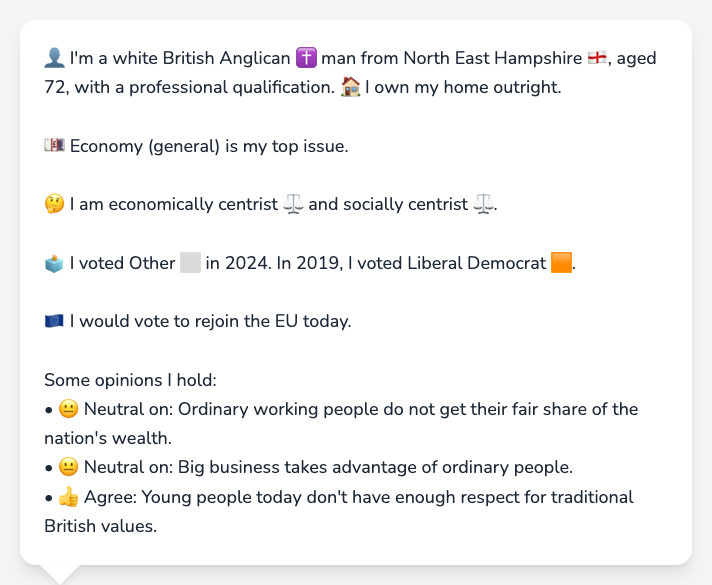 👤 I'm a white British Anglican ✝️ man from North East Hampshire 🏴󠁧󠁢󠁥󠁮󠁧󠁿, aged
72, with a professional qualification. 🏠 I own my home outright.
💷 Economy (general) is my top issue.
🤔 I am economically centrist ⚖️ and socially centrist ⚖️.
🗳️ I voted Other ⬜ in 2024. In 2019, I voted Liberal Democrat 🟧.
🇪🇺 I would vote to rejoin the EU today.
Some opinions I hold:
• 😐 Neutral on: Ordinary working people do not get their fair share of the
nation's wealth.
• 😐 Neutral on: Big business takes advantage of ordinary people.
• 👍 Agree: Young people today don't have enough respect for traditional
British values.